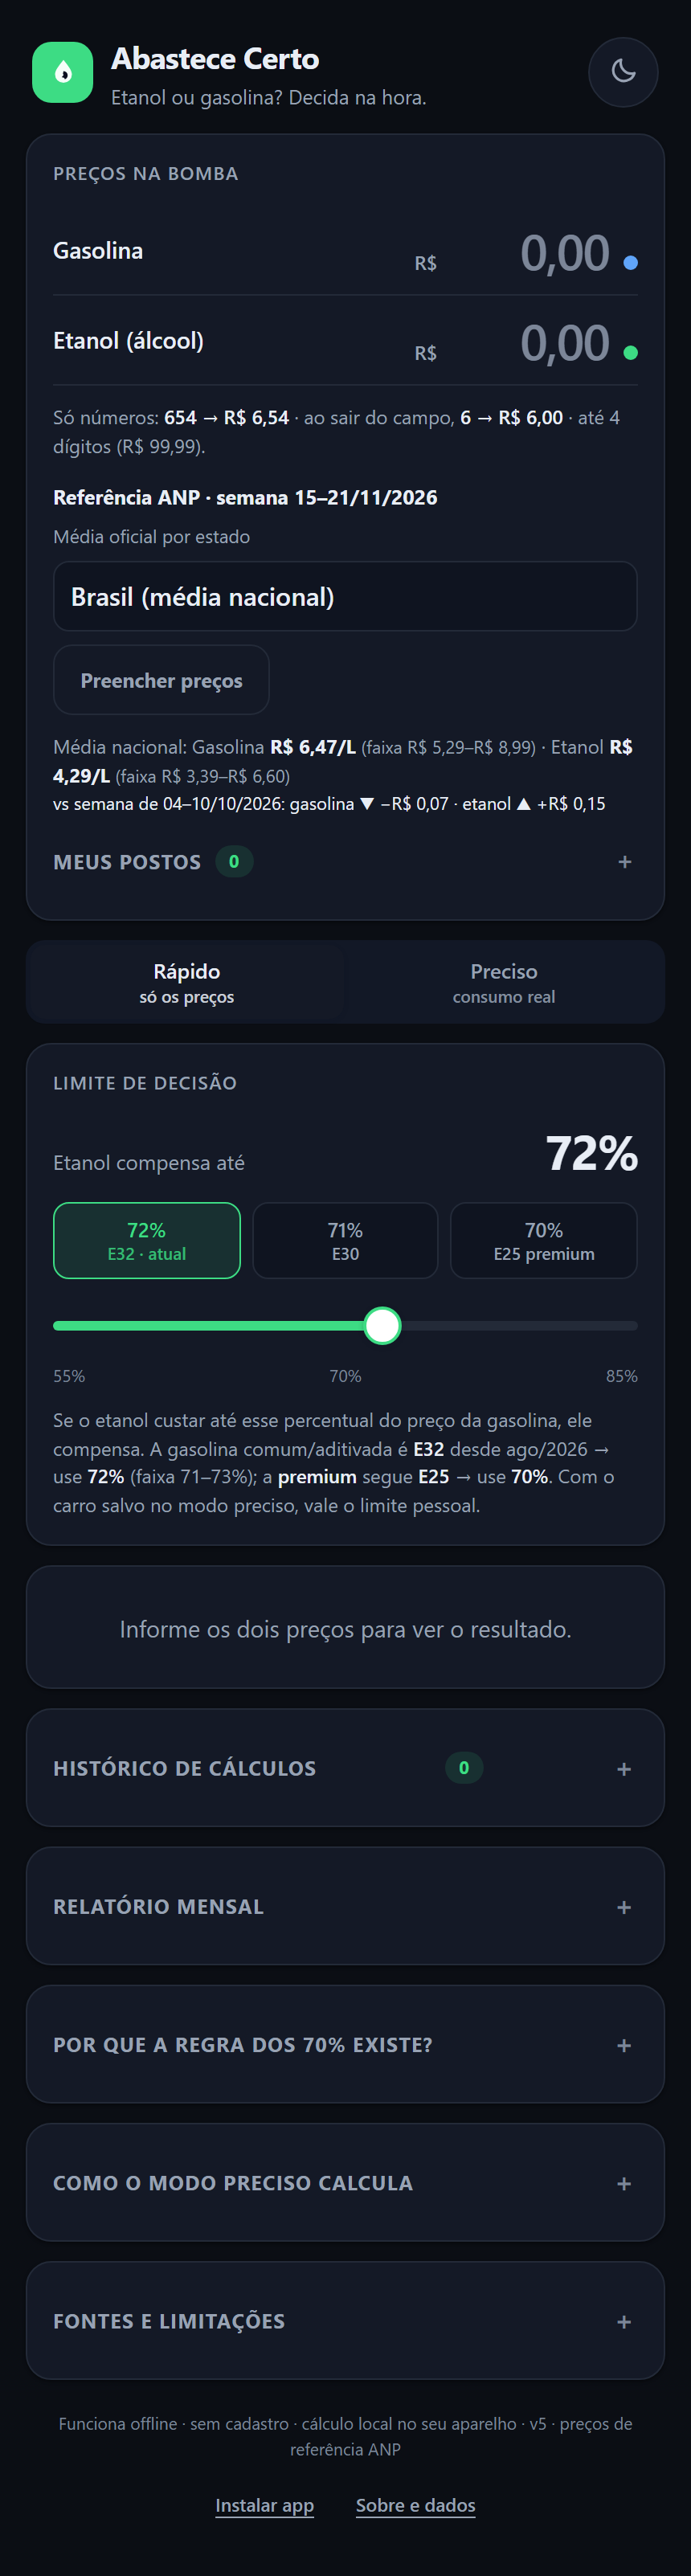 Abastece Certo
Etanol ou gasolina? Decida na hora.
PREÇOS NA BOMBA
Gasolina R$ 0,00
Etanol (álcool) R$ 0,00
Só números: 654 → R$ 6,54 · ao sair do campo, 6 → R$ 6,00 · até 4
dígitos (R$ 99,99).
Referência ANP · semana 15–21/11/2026
Média oficial por estado
Brasil (média nacional)
Preencher preços
Média nacional: Gasolina R$ 6,47/L (faixa R$ 5,29–R$ 8,99) · Etanol R$
4,29/L (faixa R$ 3,39–R$ 6,60)
vs semana de 04–10/10/2026: gasolina ▼ −R$ 0,07 · etanol ▲ +R$ 0,15
MEUS POSTOS 0 +
Rápido
só os preços
Preciso
consumo real
LIMITE DE DECISÃO
Etanol compensa até 72%
72%
E32 · atual
71%
E30
70%
E25 premium
55% 70% 85%
Se o etanol custar até esse percentual do preço da gasolina, ele
compensa. A gasolina comum/aditivada é E32 desde ago/2026 →
use 72% (faixa 71–73%); a premium segue E25 → use 70%. Com o
carro salvo no modo preciso, vale o limite pessoal.
Informe os dois preços para ver o resultado.
HISTÓRICO DE CÁLCULOS 0 +
RELATÓRIO MENSAL +
POR QUE A REGRA DOS 70% EXISTE? +
COMO O MODO PRECISO CALCULA +
FONTES E LIMITAÇÕES +
Funciona offline · sem cadastro · cálculo local no seu aparelho · v5 · preços de
referência ANP
Instalar app Sobre e dados